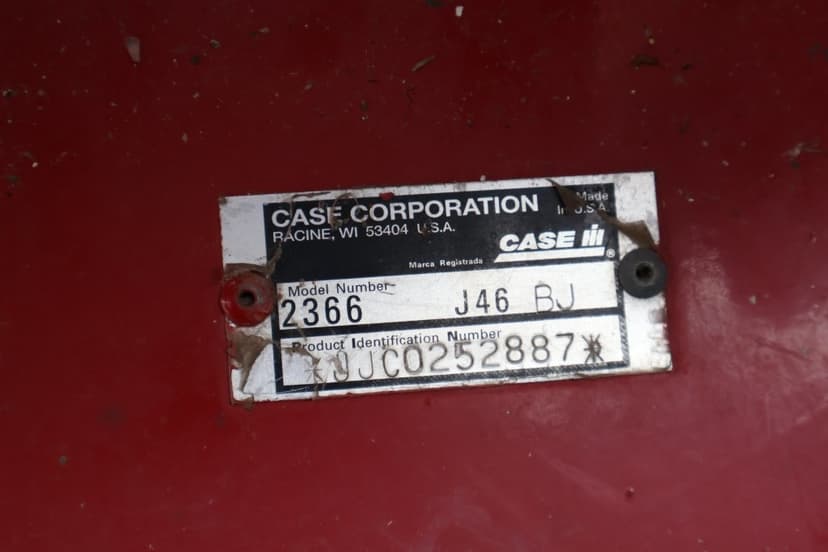 CASE CORPORATION
Made
In U.S.A.
RACINE, WI 53404 U.S.A.
CASE IH®
Marca Registrada
Model Number
2366 J46 BJ
Product Identification Number
*JJC0252887*